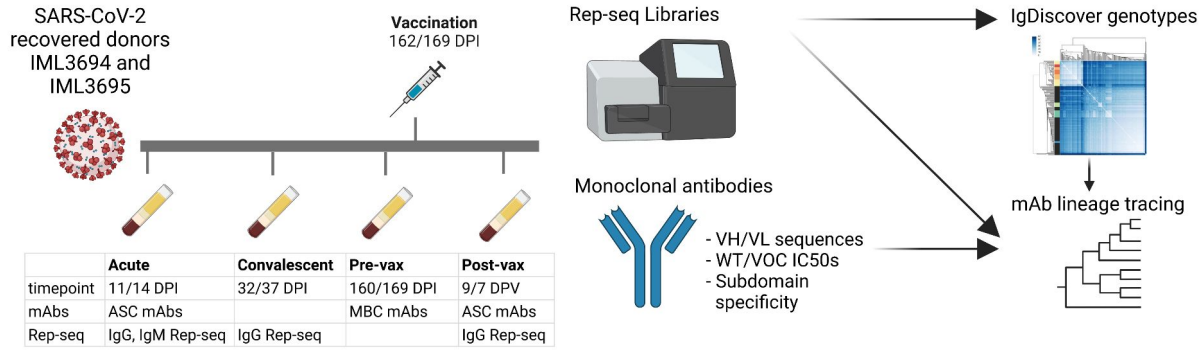 SARS-CoV-2
recovered donors
IML3694 and
IML3695
Vaccination
162/169 DPI
Acute Convalescent Pre-vax Post-vax
timepoint 11/14 DPI 32/37 DPI 160/169 DPI 9/7 DPV
mAbs ASC mAbs MBC mAbs ASC mAbs
Rep-seq IgG, IgM Rep-seq IgG Rep-seq IgG Rep-seq
Rep-seq Libraries
Monoclonal antibodies
- VH/VL sequences
- WT/VOC IC50s
- Subdomain
specificity
IgDiscover genotypes
mAb lineage tracing